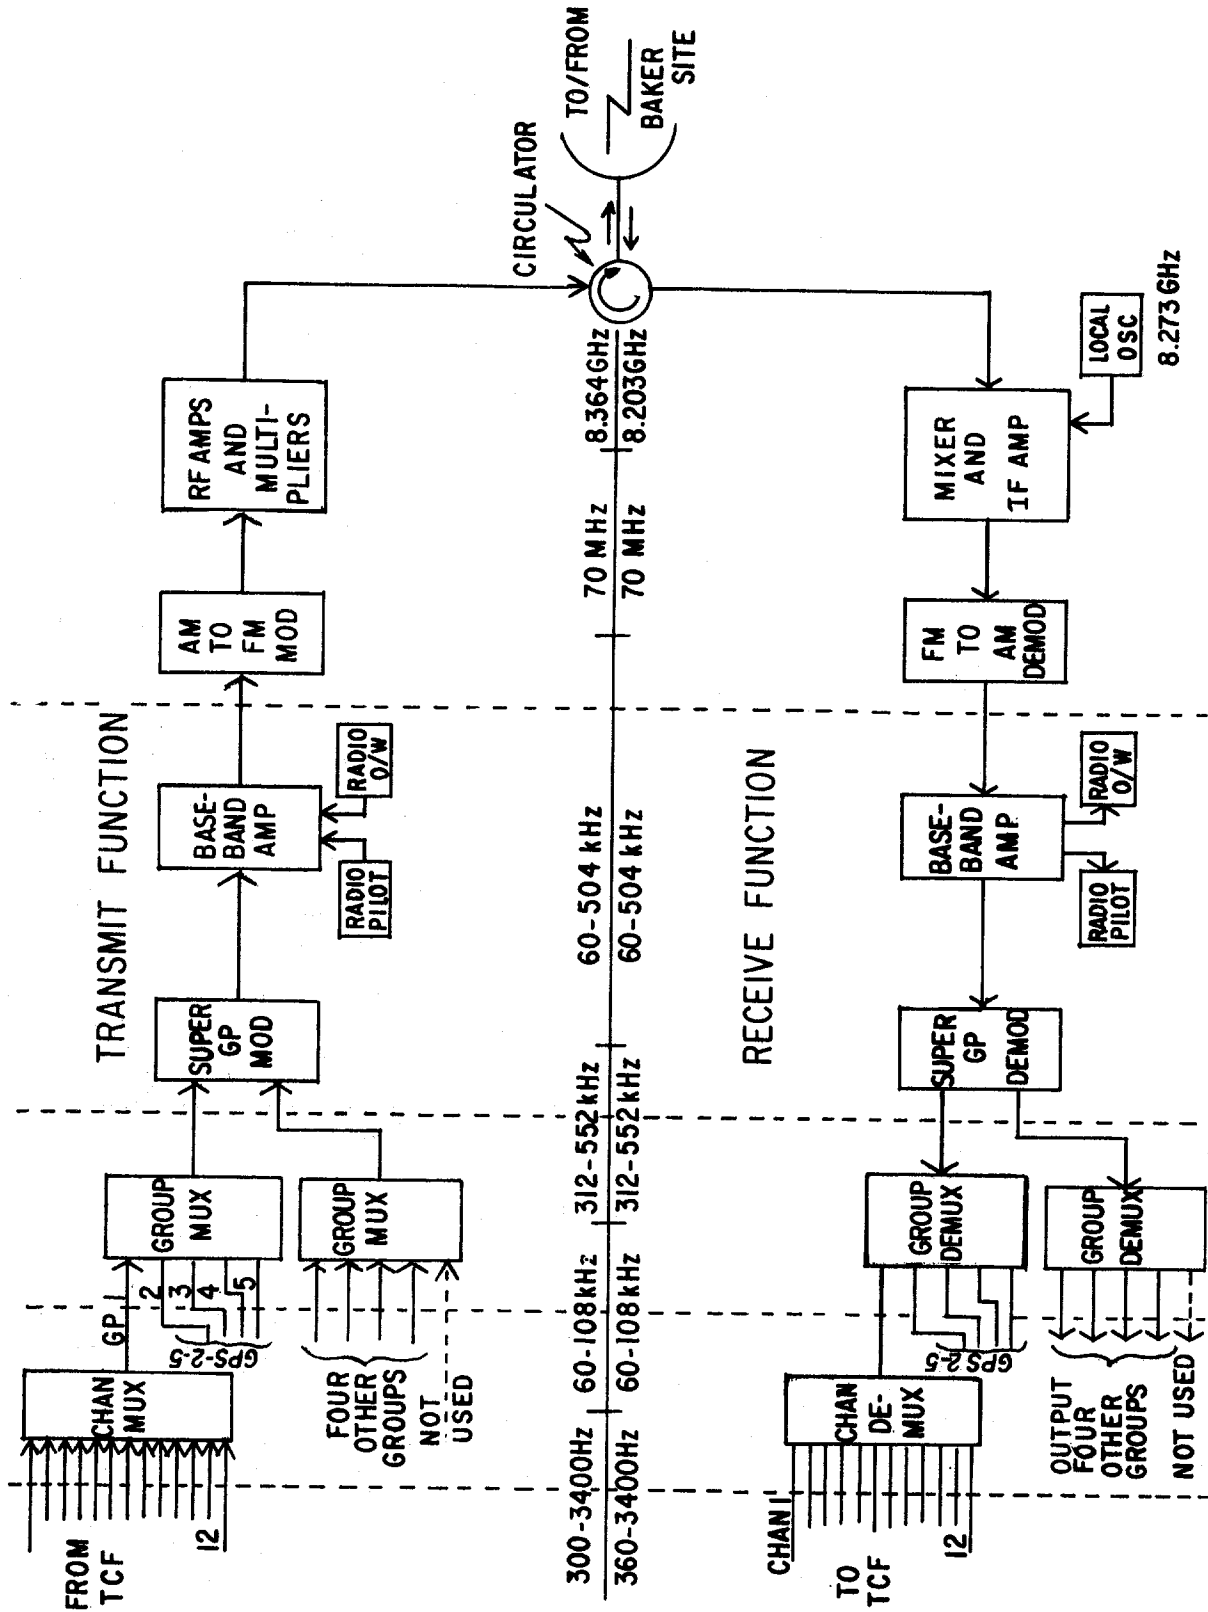 FROM
TCF
12
CHAN
MUX
GP 1
2
3
4
5
GPS-2-5
GROUP
MUX
FOUR
OTHER
GROUPS
NOT
USED
GROUP
MUX
TRANSMIT FUNCTION
SUPER
GP
MOD
BASE-
BAND
AMP
RADIO
PILOT
RADIO
O/W
AM
TO
FM
MOD
RF AMPS
AND
MULTI-
PLIERS
CIRCULATOR
TO/FROM
BAKER
SITE
300-3400Hz
60-108kHz
312-552kHz
60-504 kHz
70 MHz
8.364GHz
360-3400Hz
60-108kHz
312-552kHz
60-504 kHz
70 MHz
8.203GHz
RECEIVE FUNCTION
CHAN 1
12
TO
TCF
CHAN
DE-
MUX
GPS-2-5
GROUP
DEMUX
OUTPUT
FOUR
OTHER
GROUPS
NOT USED
GROUP
DEMUX
SUPER
GP
DEMOD
BASE-
BAND
AMP
RADIO
PILOT
RADIO
O/W
FM
TO
AM
DEMOD
MIXER
AND
IF AMP
LOCAL
OSC
8.273GHz